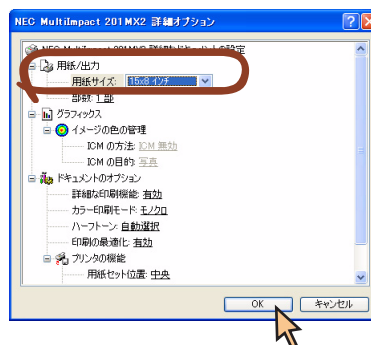 NEC MultiImpact 201MX2 詳細オプション
用紙/出力
用紙サイズ: 15x8 インチ
部数: 1 部
グラフィックス
イメージの色の管理
ICM の方法: ICM 無効
ICM の目的: 写真
ドキュメントのオプション
詳細な印刷機能: 有効
カラー印刷モード: モノクロ
ハーフトーン: 自動選択
印刷の最適化: 有効
プリンタの機能
用紙セット位置: 中央
OK キャンセル